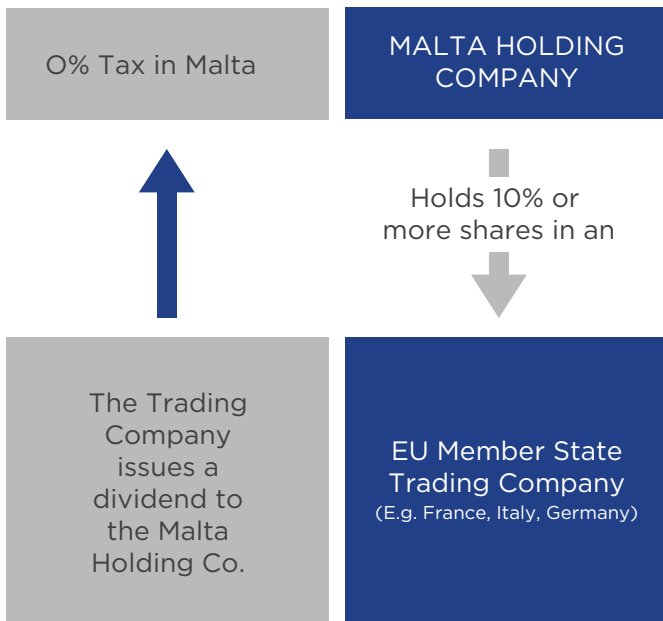 O% Tax in Malta
MALTA HOLDING
COMPANY
Holds 10% or
more shares in an
The Trading
Company
issues a
dividend to
the Malta
Holding Co.
EU Member State
Trading Company
(E.g. France, Italy, Germany)